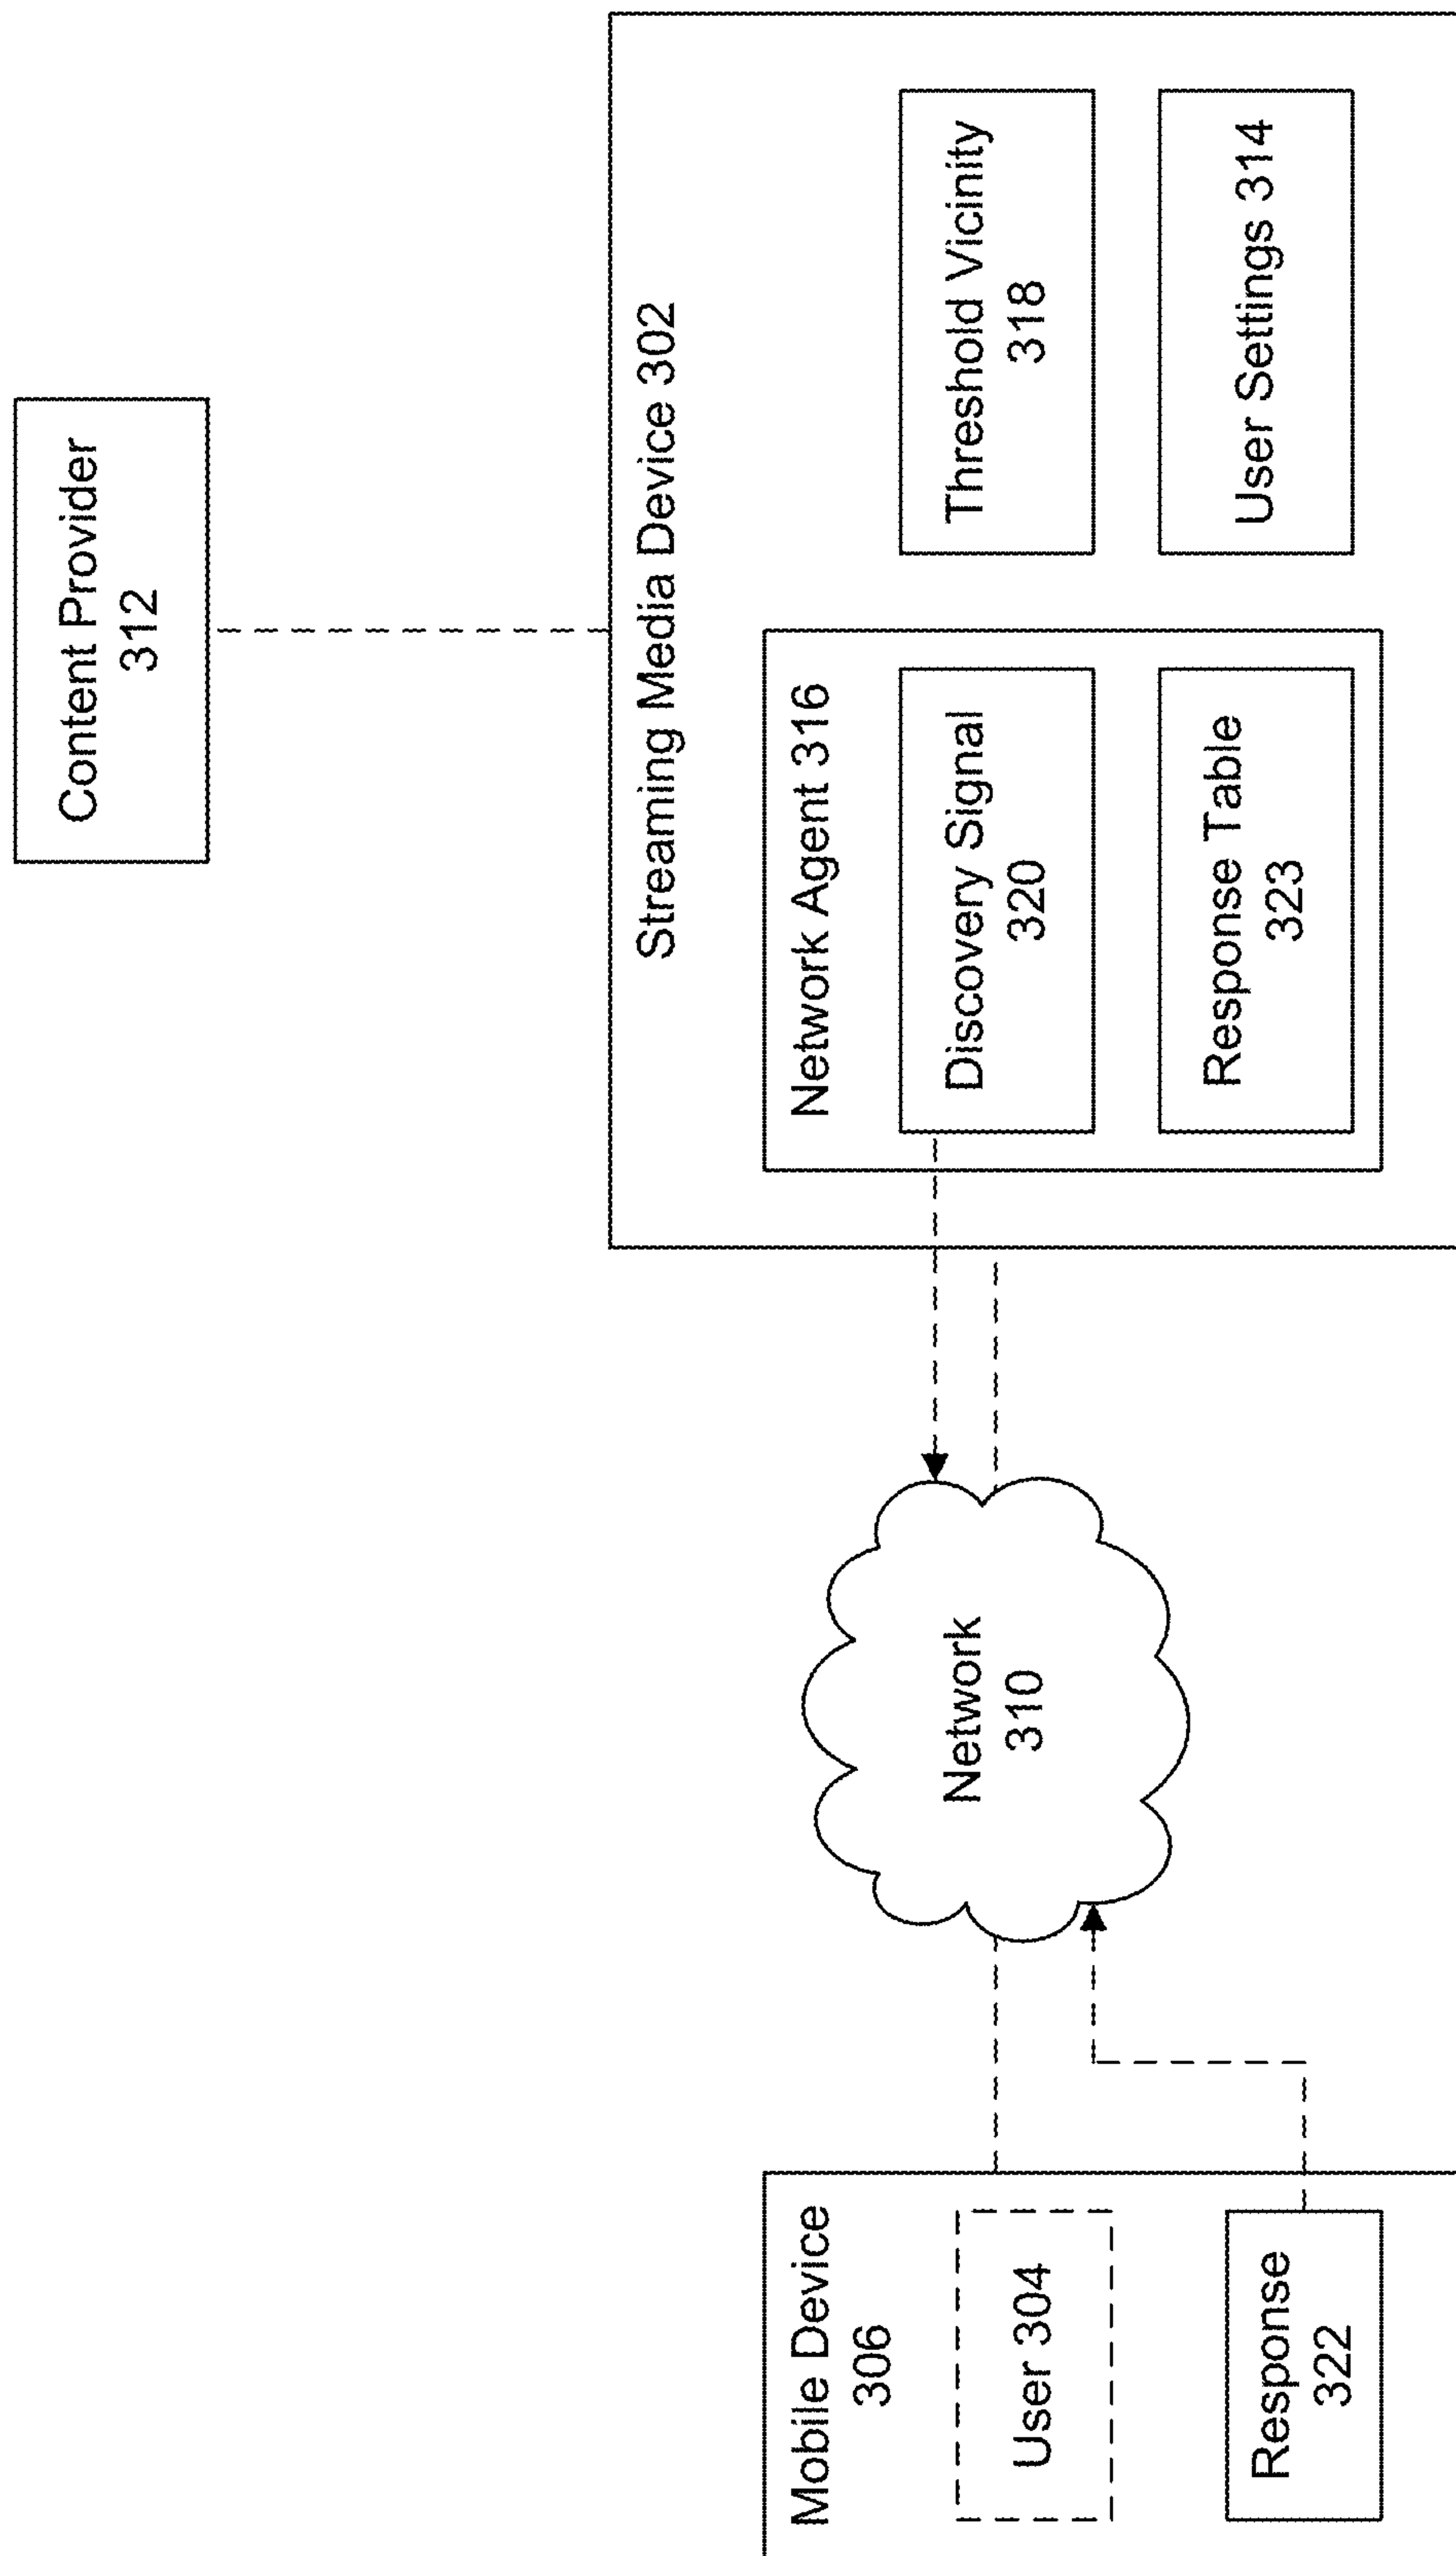 Content Provider
312
Streaming Media Device 302
Network Agent 316
Discovery Signal
320
Response Table
323
Threshold Vicinity
318
User Settings 314
Network
310
Mobile Device
306
User 304
Response
322